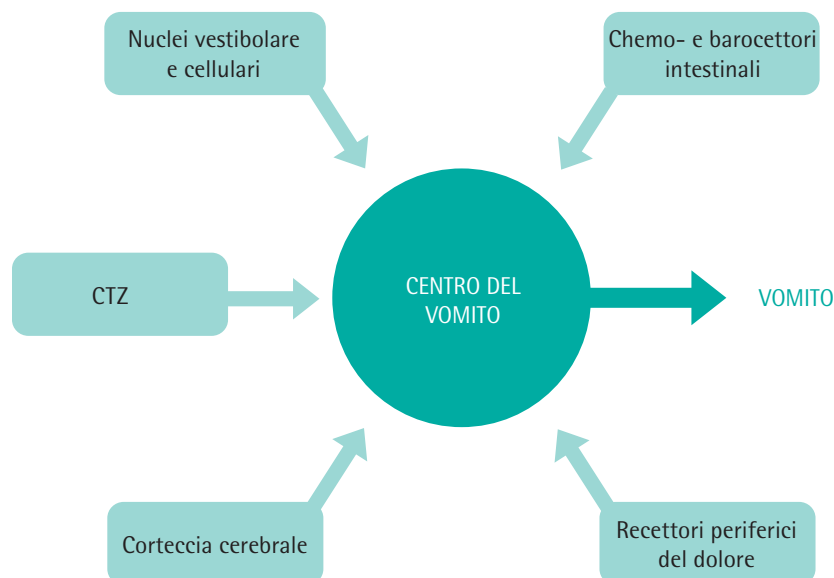 Nuclei vestibolare
e cellulari
Chemo- e barocettori
intestinali
CTZ
CENTRO DEL
VOMITO
VOMITO
Corteccia cerebrale
Recettori periferici
del dolore